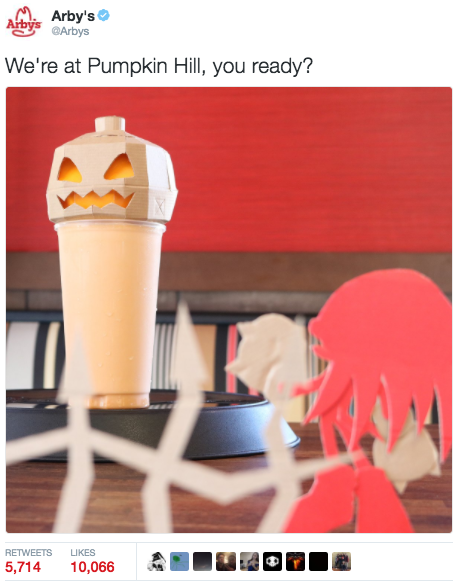 Arby's
Arby's
@Arbys
We're at Pumpkin Hill, you ready?
RETWEETS
LIKES
5,714
10,066